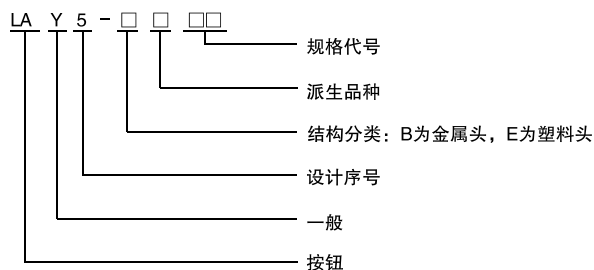 LA Y 5 - □ □ □□
规格代号
派生品种
结构分类：B为金属头，E为塑料头
设计序号
一般
按钮